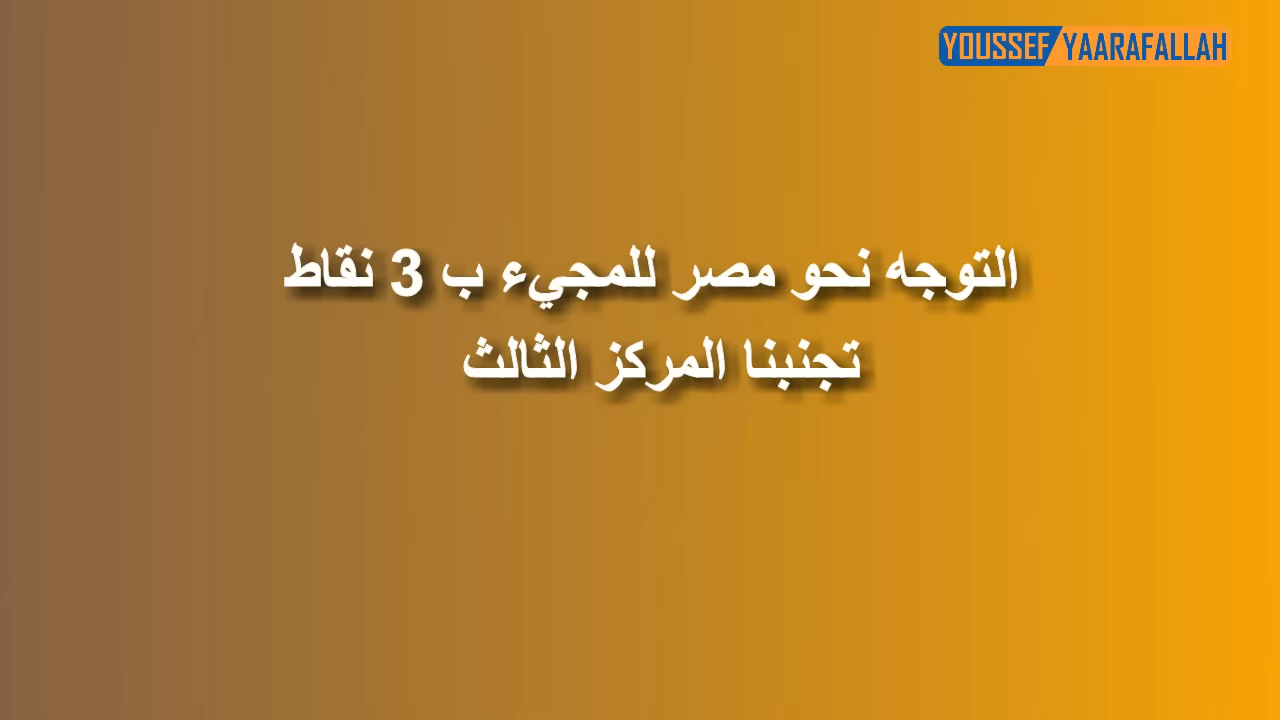 YOUSSEF YAARAFALLAH
التوجه نحو مصر للمجيء ب 3 نقاط
تجنبنا المركز الثالث